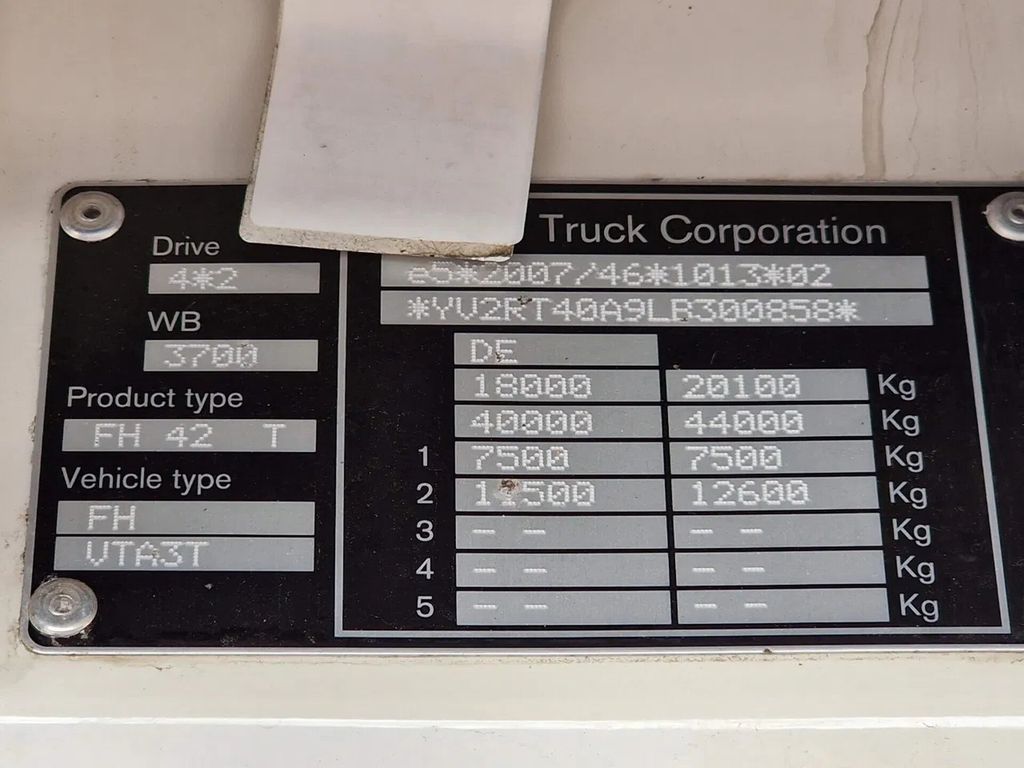 Truck Corporation
Drive
4*2
WB
3700
Product type
FH 42 T
Vehicle type
FH
VTA3T
e5*2007/46*1013*02
*YV2RT40A9LB300858*
DE
18000 20100 Kg
40000 44000 Kg
1 7500 7500 Kg
2 11500 12600 Kg
3 -- -- Kg
4 -- -- Kg
5 -- -- Kg